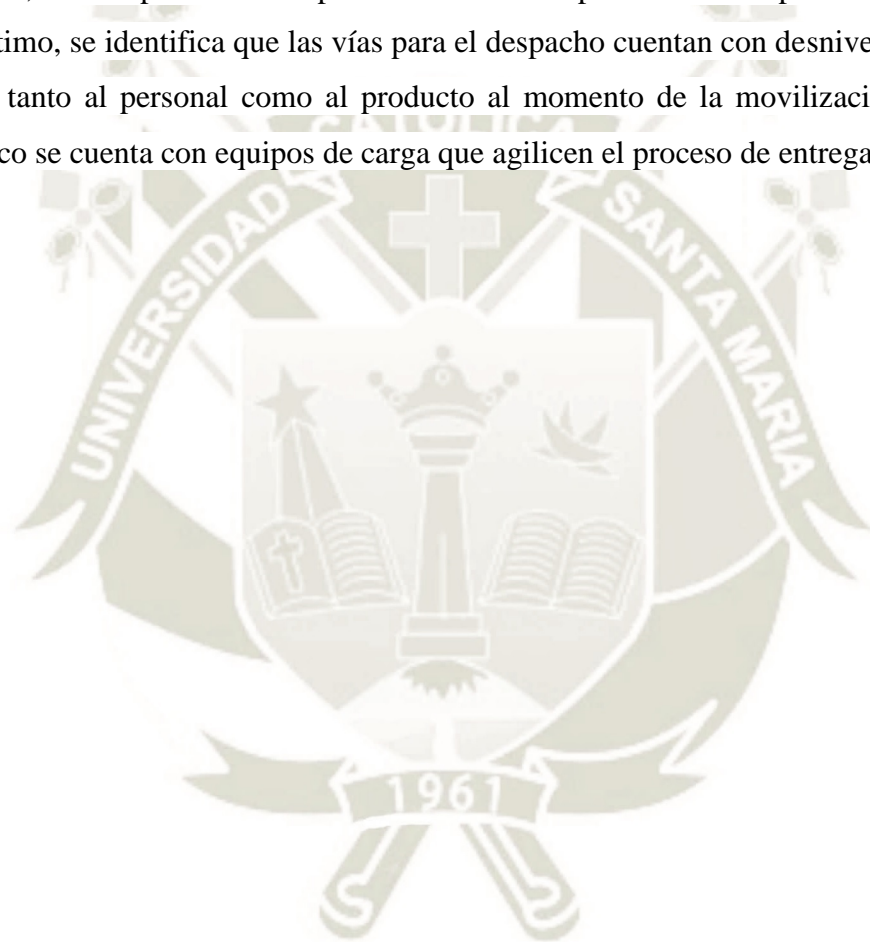 timo, se identifica que las vías para el despacho cuentan con desnive
tanto al personal como al producto al momento de la movilizaci
co se cuenta con equipos de carga que agilicen el proceso de entrega
CATOLICA
UNIVERSIDAD
SANTA MARIA
1961